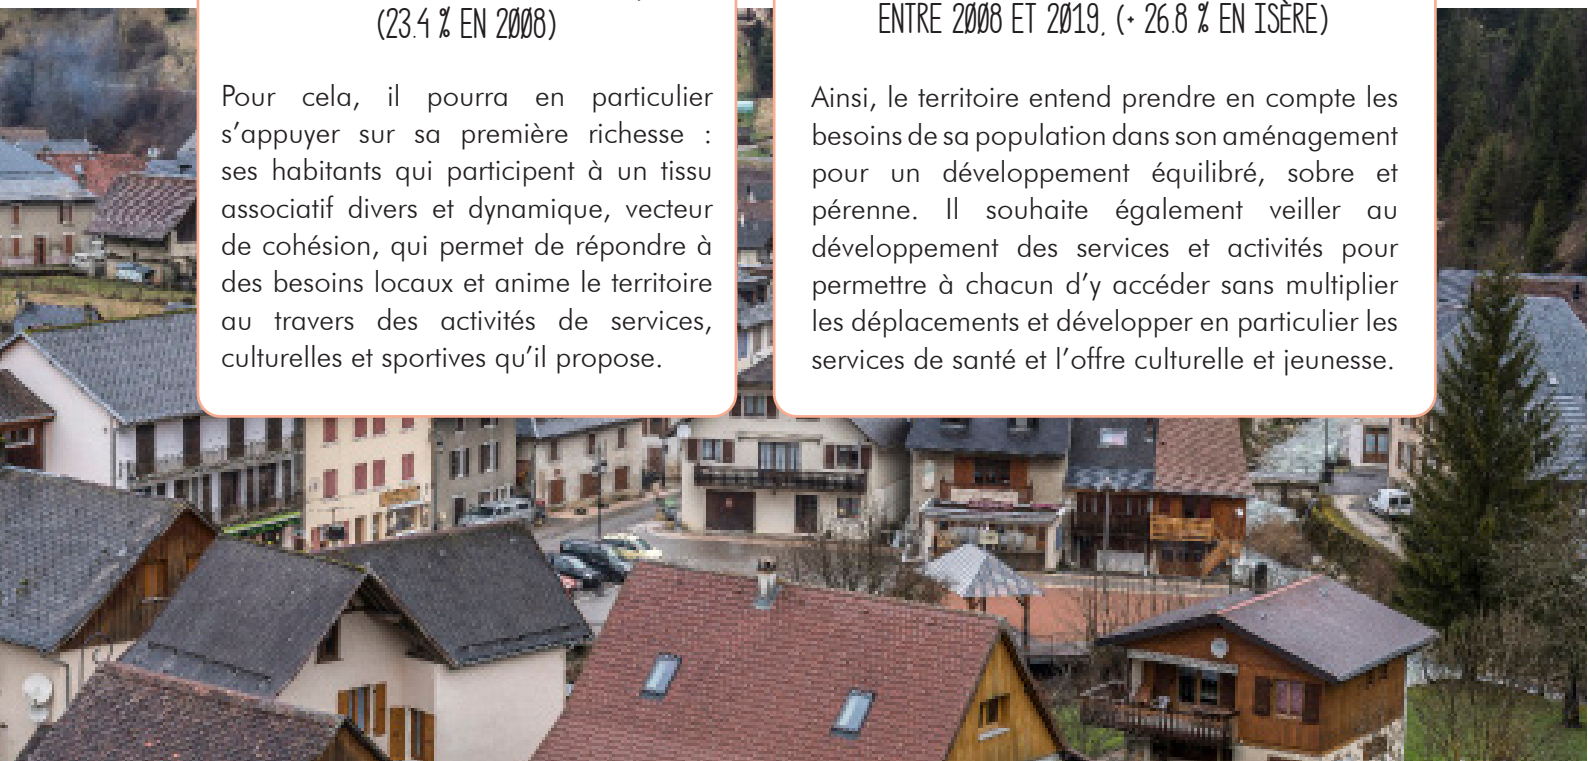 (23.4 % EN 2008)
Pour cela, il pourra en particulier
s'appuyer sur sa première richesse :
ses habitants qui participent à un tissu
associatif divers et dynamique, vecteur
de cohésion, qui permet de répondre à
des besoins locaux et anime le territoire
au travers des activités de services,
culturelles et sportives qu'il propose.
ENTRE 2008 ET 2019, (+ 26.8 % EN ISÈRE)
Ainsi, le territoire entend prendre en compte les
besoins de sa population dans son aménagement
pour un développement équilibré, sobre et
pérenne. Il souhaite également veiller au
développement des services et activités pour
permettre à chacun d'y accéder sans multiplier
les déplacements et développer en particulier les
services de santé et l'offre culturelle et jeunesse.